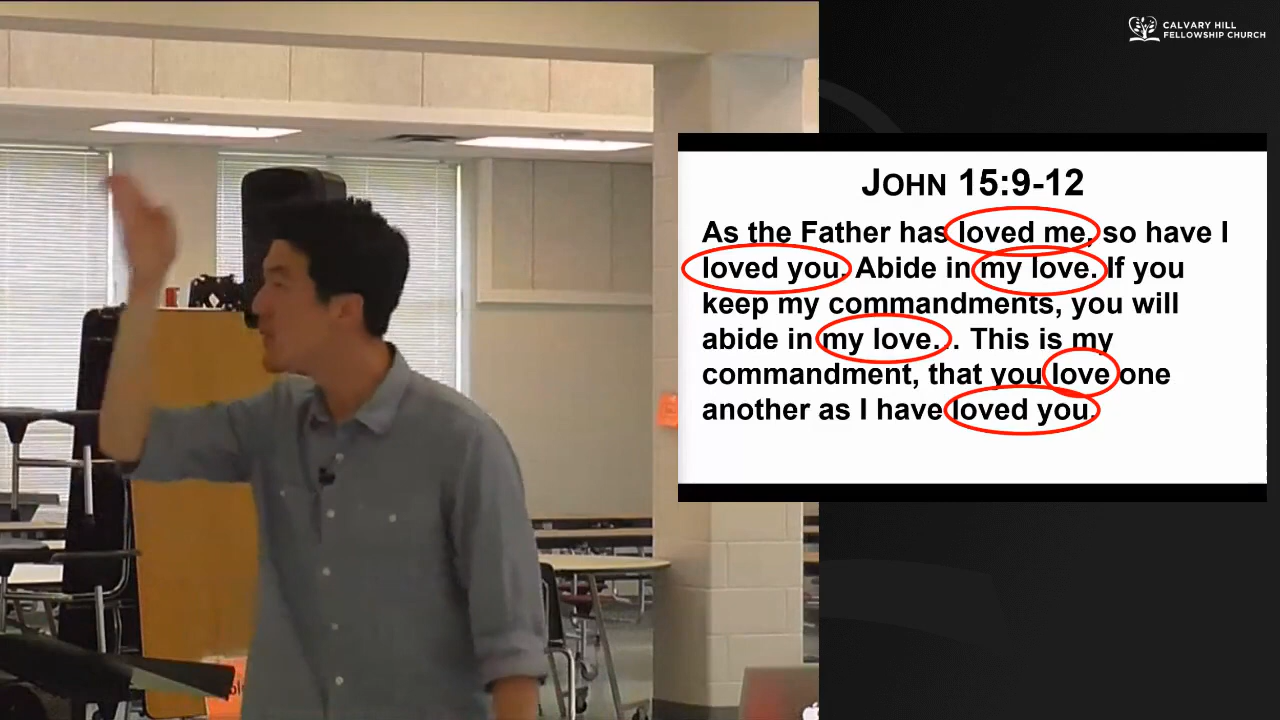 CALVARY HILL
FELLOWSHIP CHURCH
JOHN 15:9-12
As the Father has loved me, so have I
loved you. Abide in my love. If you
keep my commandments, you will
abide in my love... This is my
commandment, that you love one
another as I have loved you.